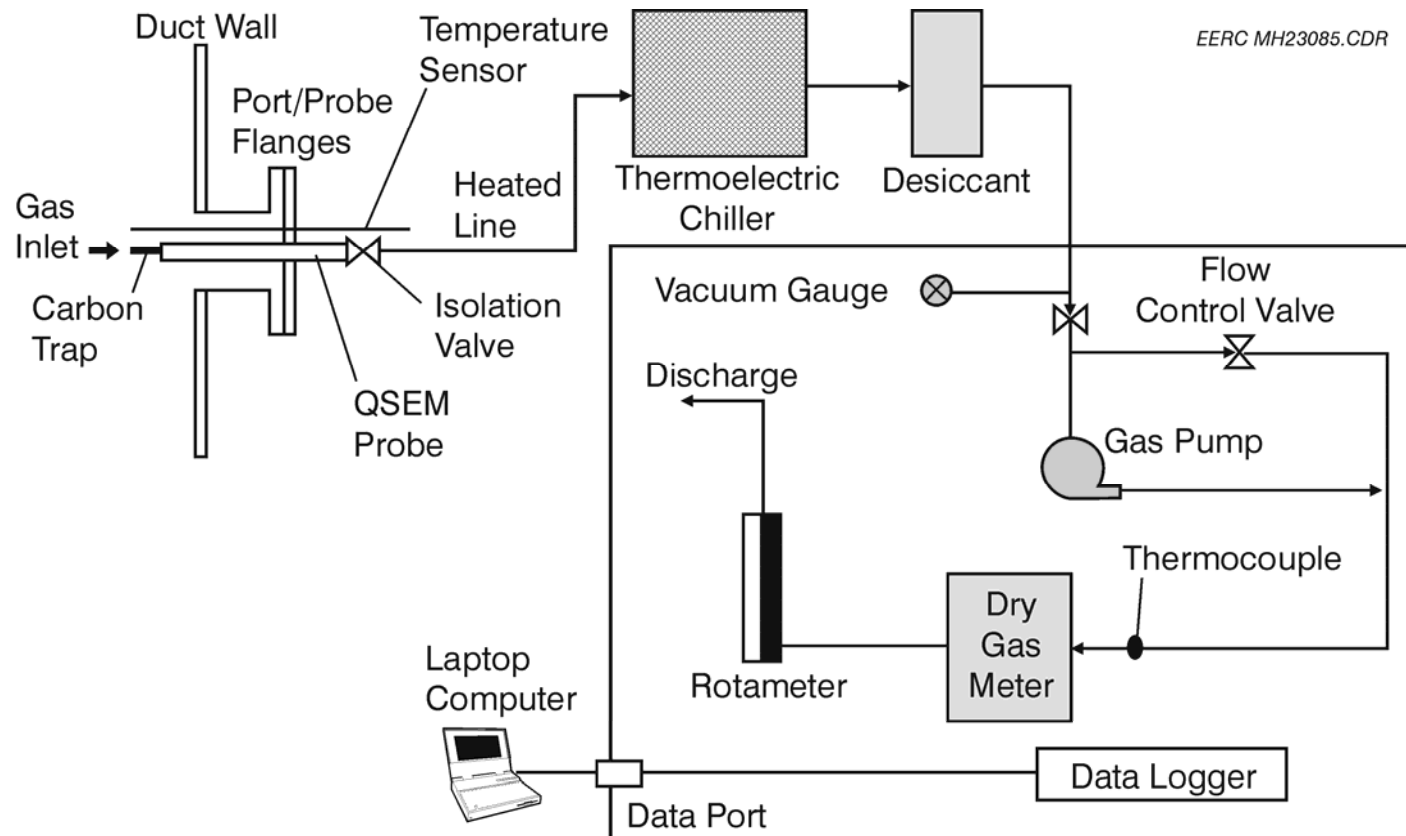 Duct Wall
Temperature
Sensor
EERC MH23085.CDR
Port/Probe
Flanges
Heated
Line
Thermoelectric
Chiller
Desiccant
Gas
Inlet
Carbon
Trap
Isolation
Valve
QSEM
Probe
Vacuum Gauge
Flow
Control Valve
Discharge
Gas Pump
Thermocouple
Dry
Gas
Meter
Rotameter
Laptop
Computer
Data Logger
Data Port